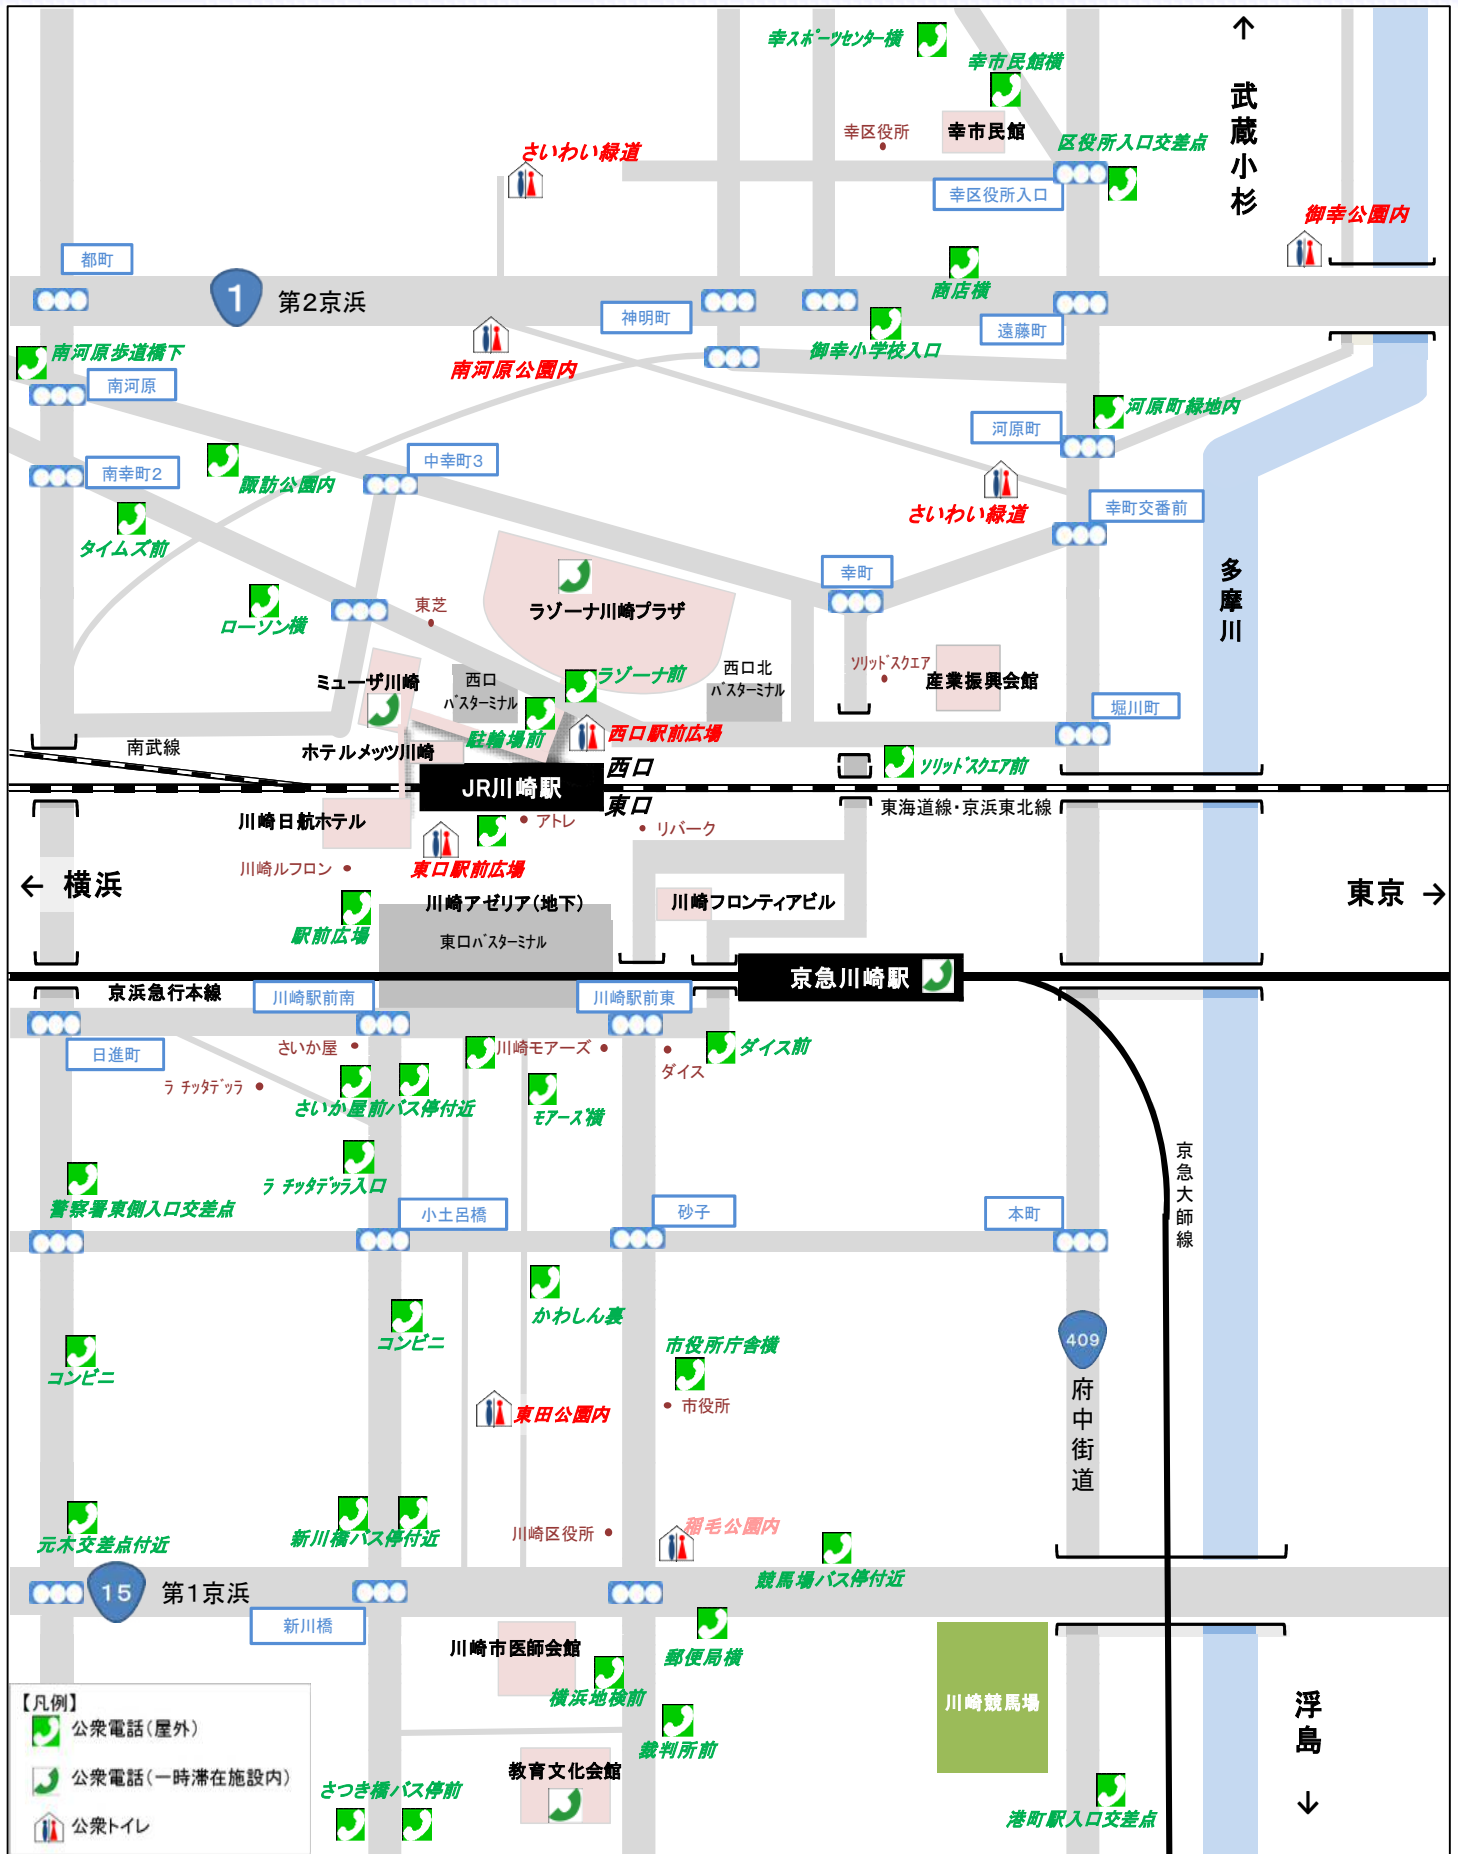 幸スポーツセンター横
幸市民館横
↑
武蔵小杉
幸区役所
幸市民館
区役所入口交差点
さいわい緑道
幸区役所入口
御幸公園内
都町
1
第2京浜
商店横
神明町
遠藤町
御幸小学校入口
南河原歩道橋下
南河原公園内
南河原
河原町緑地内
河原町
中幸町3
南幸町2
諏訪公園内
さいわい緑道
幸町交番前
タイムズ前
多摩川
幸町
東芝
ラゾーナ川崎プラザ
ローソン横
ミューザ川崎
西口
バスターミナル
ラゾーナ前
西口北
バスターミナル
ソリッドスクエア
産業振興会館
堀川町
南武線
ホテルメッツ川崎
駐輪場前
西口駅前広場
西口
ソリッドスクエア前
JR川崎駅
東口
東海道線・京浜東北線
川崎日航ホテル
アトレ
リバーク
川崎ルフロン
東口駅前広場
← 横浜
東京 →
川崎アゼリア(地下)
川崎フロンティアビル
駅前広場
東口バスターミナル
京急川崎駅
京浜急行本線
川崎駅前南
川崎駅前東
日進町
さいか屋
川崎モアーズ
ダイス前
ダイス
ラ チッタデッラ
さいか屋前バス停付近
モアーズ横
京急大師線
ラ チッタデッラ入口
警察署東側入口交差点
小土呂橋
砂子
本町
かわしん裏
コンビニ
市役所庁舎横
409
コンビニ
府中街道
東田公園内
市役所
元木交差点付近
新川橋バス停付近
川崎区役所
稲毛公園内
競馬場バス停付近
15
第1京浜
新川橋
川崎市医師会館
郵便局横
横浜地検前
川崎競馬場
浮島
↓
裁判所前
教育文化会館
さつき橋バス停前
港町駅入口交差点
【凡例】
公衆電話(屋外)
公衆電話(一時滞在施設内)
公衆トイレ